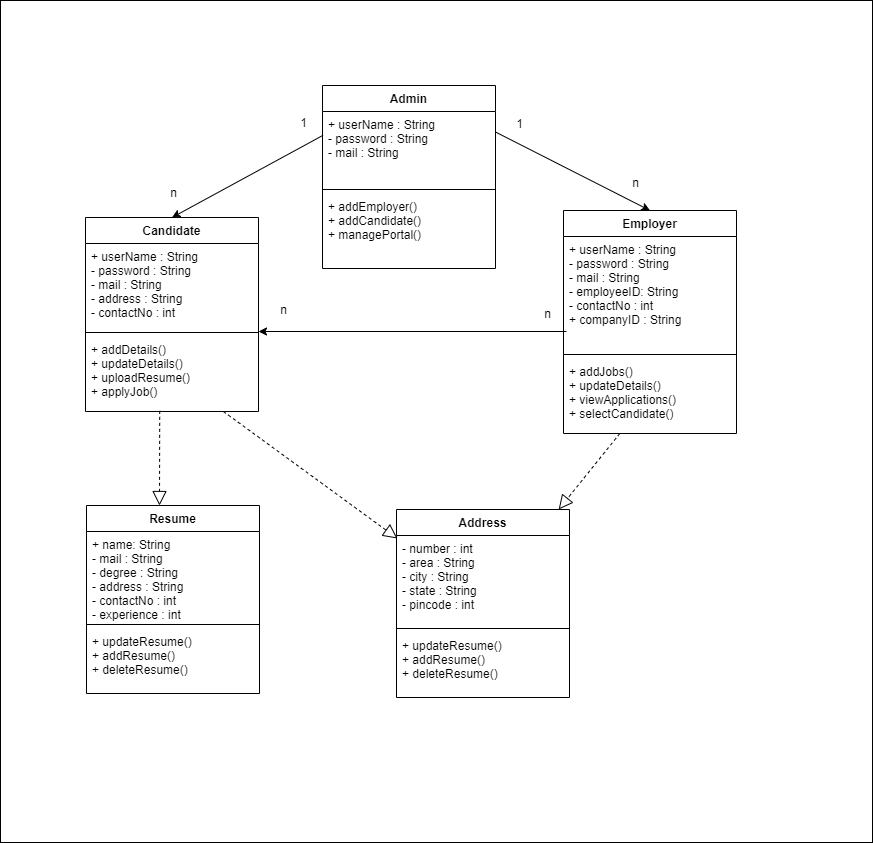 Admin
+ userName : String
- password : String
- mail : String
+ addEmployer()
+ addCandidate()
+ managePortal()
1
1
n
n
Candidate
+ userName : String
- password : String
- mail : String
- address : String
- contactNo : int
+ addDetails()
+ updateDetails()
+ uploadResume()
+ applyJob()
Employer
+ userName : String
- password : String
- mail : String
- employeeID: String
- contactNo : int
+ companyID : String
+ addJobs()
+ updateDetails()
+ viewApplications()
+ selectCandidate()
n
n
Resume
+ name: String
- mail : String
- degree : String
- address : String
- contactNo : int
- experience : int
+ updateResume()
+ addResume()
+ deleteResume()
Address
- number : int
- area : String
- city : String
- state : String
- pincode : int
+ updateResume()
+ addResume()
+ deleteResume()